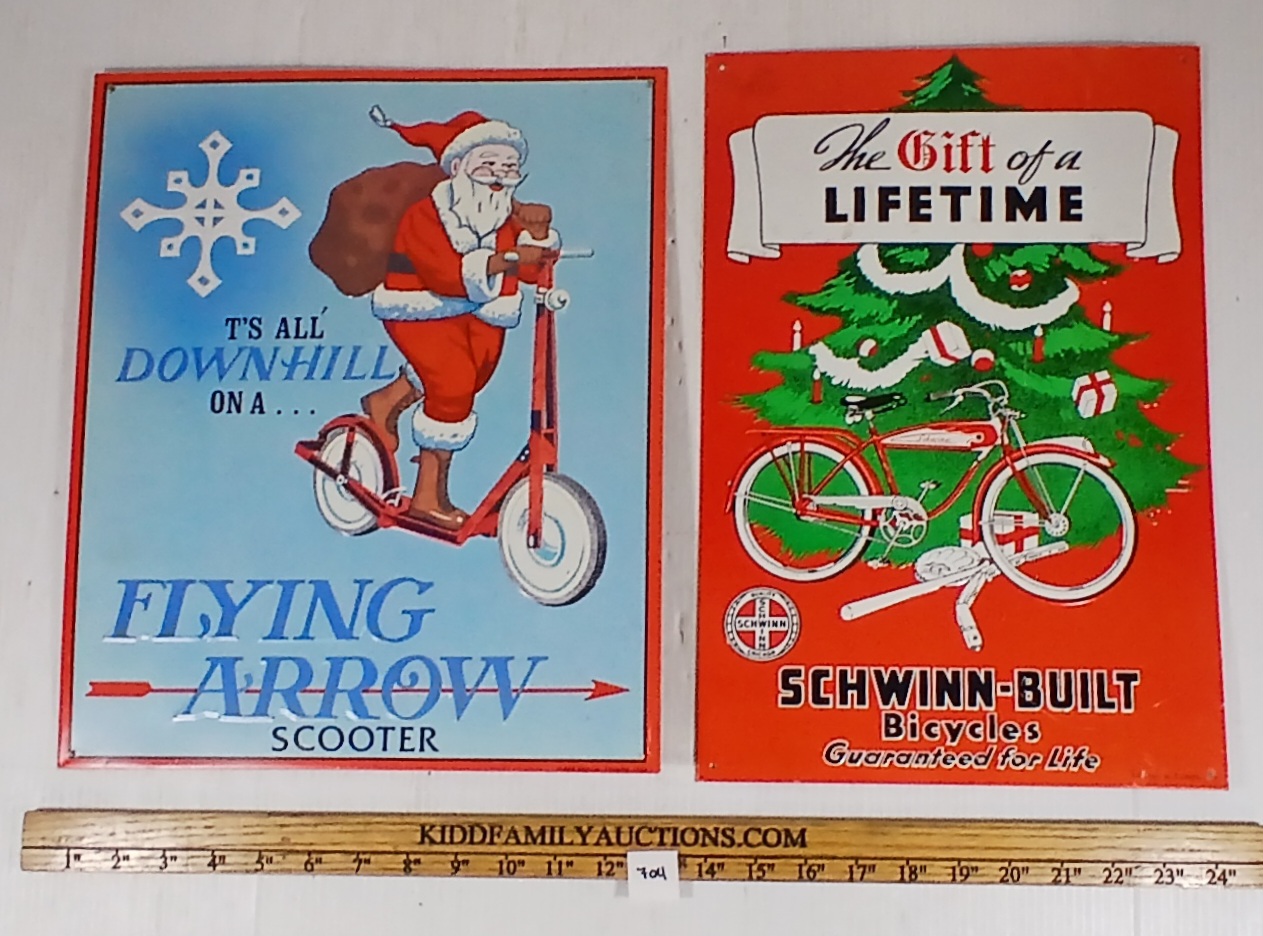 T'S ALL'
DOWNHILL
ON A . . .
FLYING
ARROW
SCOOTER
The Gift of a
LIFETIME
SCHWINN
SCHWINN-BUILT
Bicycles
Guaranteed for Life
KIDDFAMILYAUCTIONS.COM
1" 2" 3" 4" 5" 6" 7" 8" 9" 10" 11" 12" 14" 15" 16" 17" 18" 19" 20" 21" 22" 23" 24"
704